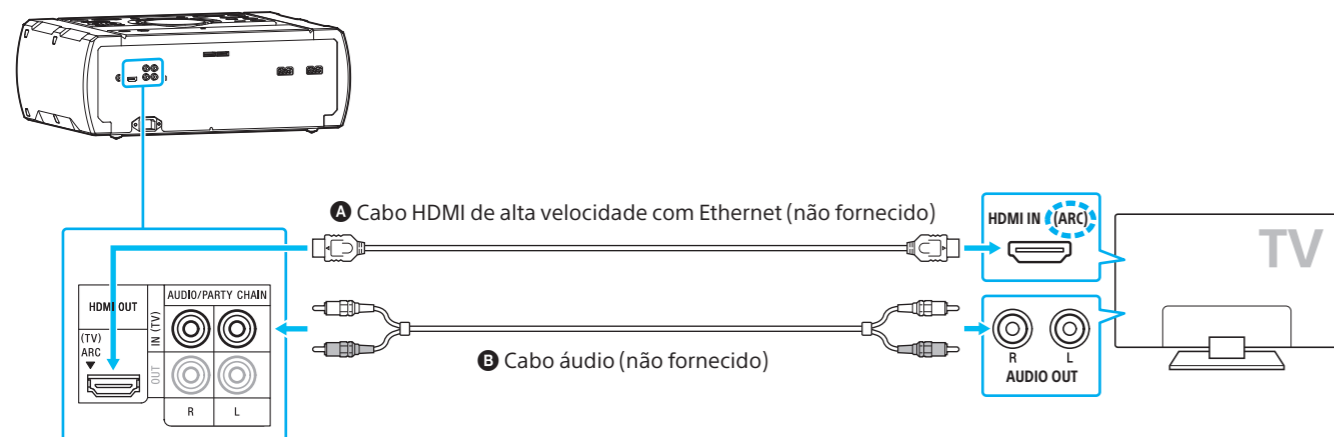 A Cabo HDMI de alta velocidade com Ethernet (não fornecido)
HDMI IN (ARC)
TV
HDMI OUT
(TV)
ARC
AUDIO/PARTY CHAIN
IN (TV)
OUT
R
L
B Cabo áudio (não fornecido)
R
L
AUDIO OUT